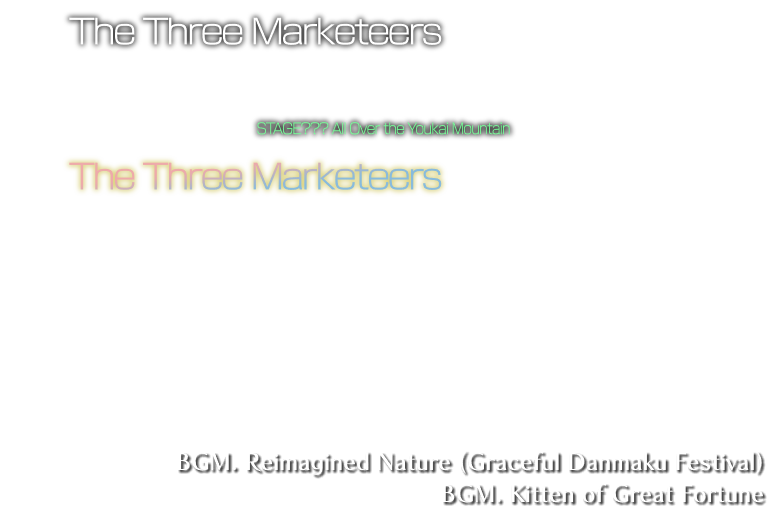 The Three Marketeers
STAGE??? All Over the Youkai Mountain
The Three Marketeers
BGM. Reimagined Nature (Graceful Danmaku Festival)
BGM. Kitten of Great Fortune